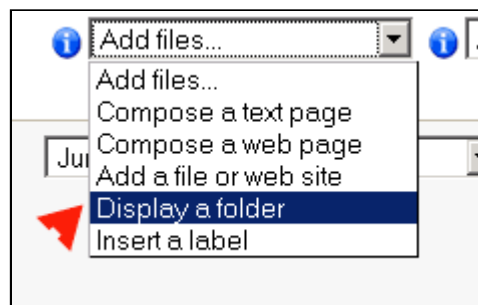 Add files...
Add files...
Compose a text page
Compose a web page
Add a file or web site
Display a folder
Insert a label